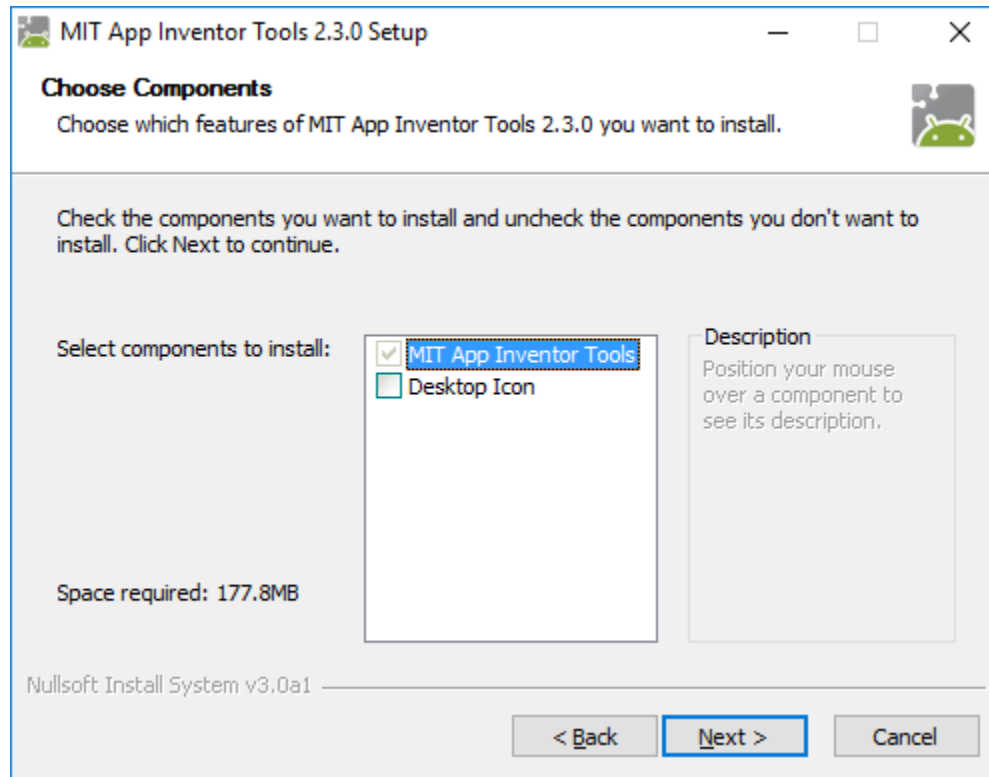 MIT App Inventor Tools 2.3.0 Setup
Choose Components
Choose which features of MIT App Inventor Tools 2.3.0 you want to install.
Check the components you want to install and uncheck the components you don't want to
install. Click Next to continue.
Select components to install:
MIT App Inventor Tools
Desktop Icon
Description
Position your mouse
over a component to
see its description.
Space required: 177.8MB
Nullsoft Install System v3.0a1
< Back
Next >
Cancel